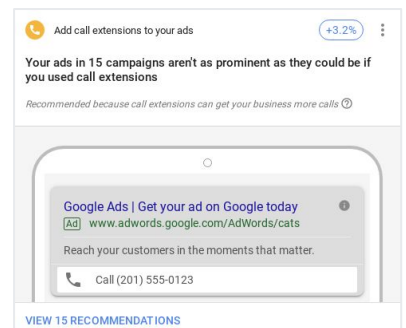 Add call extensions to your ads
+3.2%
Your ads in 15 campaigns aren't as prominent as they could be if
you used call extensions
Recommended because call extensions can get your business more calls
Google Ads | Get your ad on Google today
Ad www.adwords.google.com/AdWords/cats
Reach your customers in the moments that matter.
Call (201) 555-0123
VIEW 15 RECOMMENDATIONS